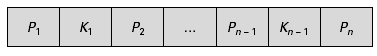 P₁ K₁ P₂ ... Pₙ₋₁ Kₙ₋₁ Pₙ